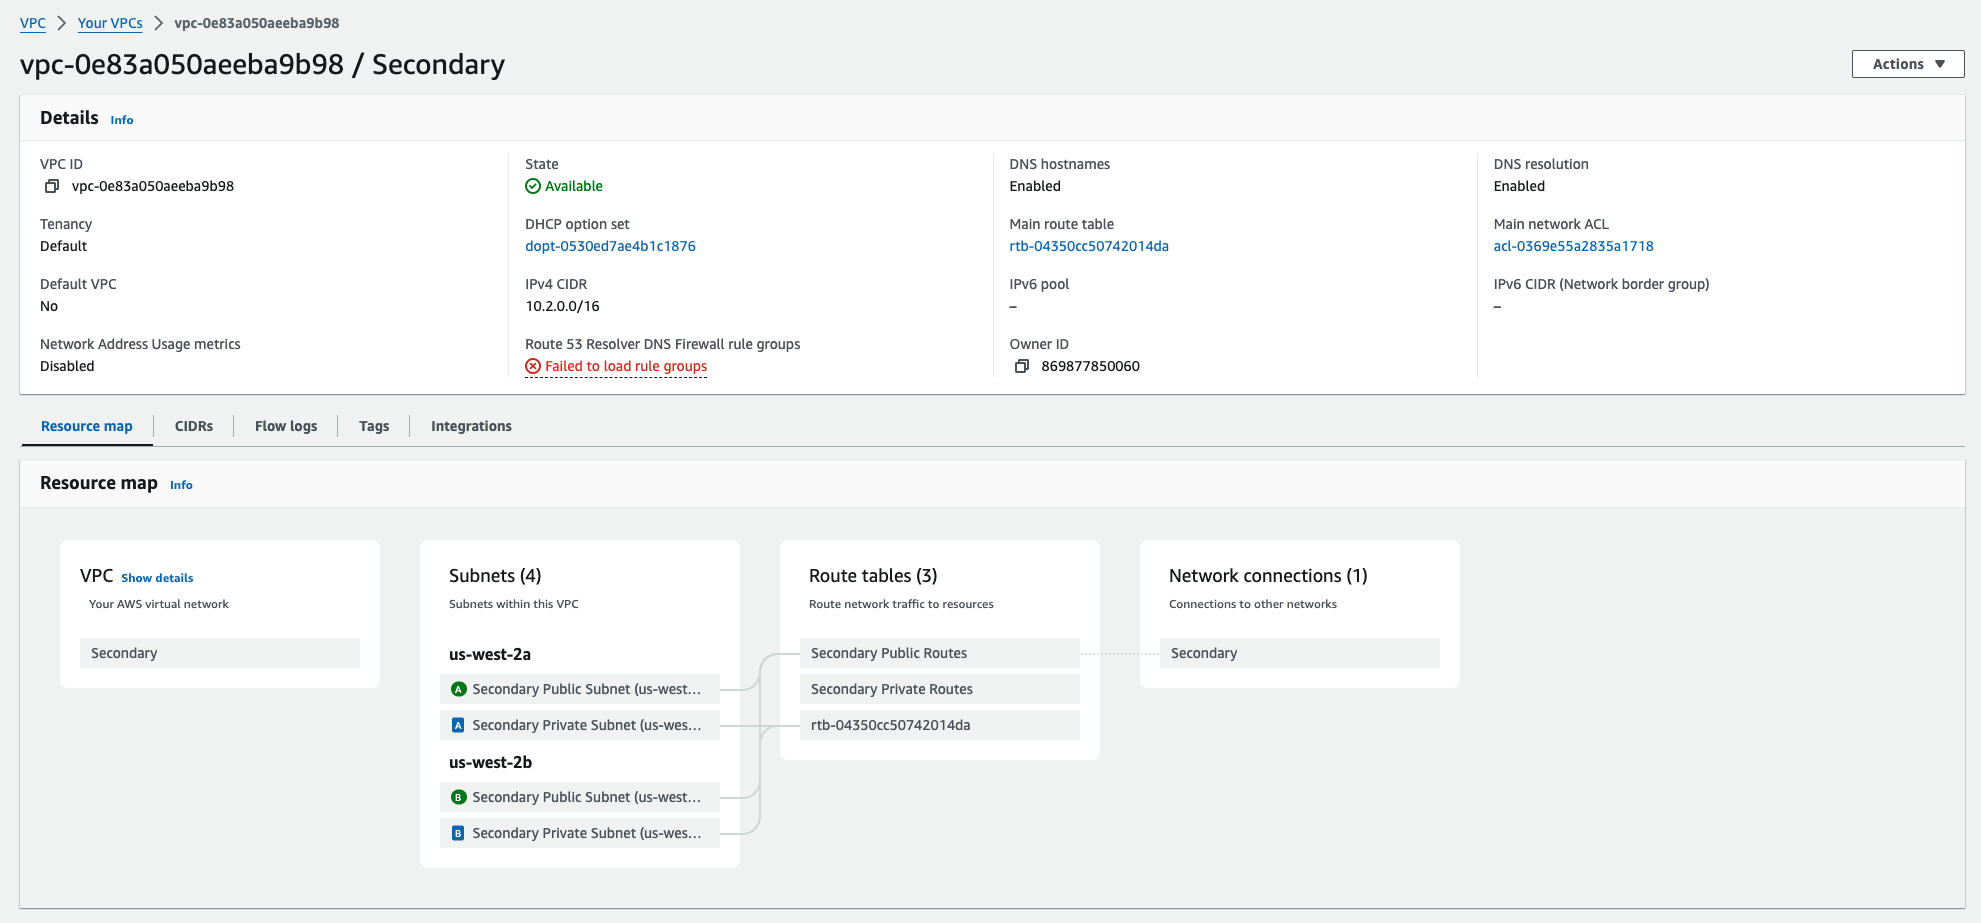 VPC > Your VPCs > vpc-0e83a050aeeba9b98
vpc-0e83a050aeeba9b98 / Secondary
Actions ▼
Details Info
VPC ID
vpc-0e83a050aeeba9b98
State
Available
DNS hostnames
Enabled
DNS resolution
Enabled
Tenancy
Default
DHCP option set
dopt-0530ed7ae4b1c1876
Main route table
rtb-04350cc50742014da
Main network ACL
acl-0369e55a2835a1718
Default VPC
No
IPv4 CIDR
10.2.0.0/16
IPv6 pool
–
IPv6 CIDR (Network border group)
–
Network Address Usage metrics
Disabled
Route 53 Resolver DNS Firewall rule groups
Failed to load rule groups
Owner ID
869877850060
Resource map
CIDRs
Flow logs
Tags
Integrations
Resource map Info
VPC Show details
Your AWS virtual network
Secondary
Subnets (4)
Subnets within this VPC
us-west-2a
A Secondary Public Subnet (us-west...
A Secondary Private Subnet (us-wes...
us-west-2b
B Secondary Public Subnet (us-west...
B Secondary Private Subnet (us-wes...
Route tables (3)
Route network traffic to resources
Secondary Public Routes
Secondary Private Routes
rtb-04350cc50742014da
Network connections (1)
Connections to other networks
Secondary